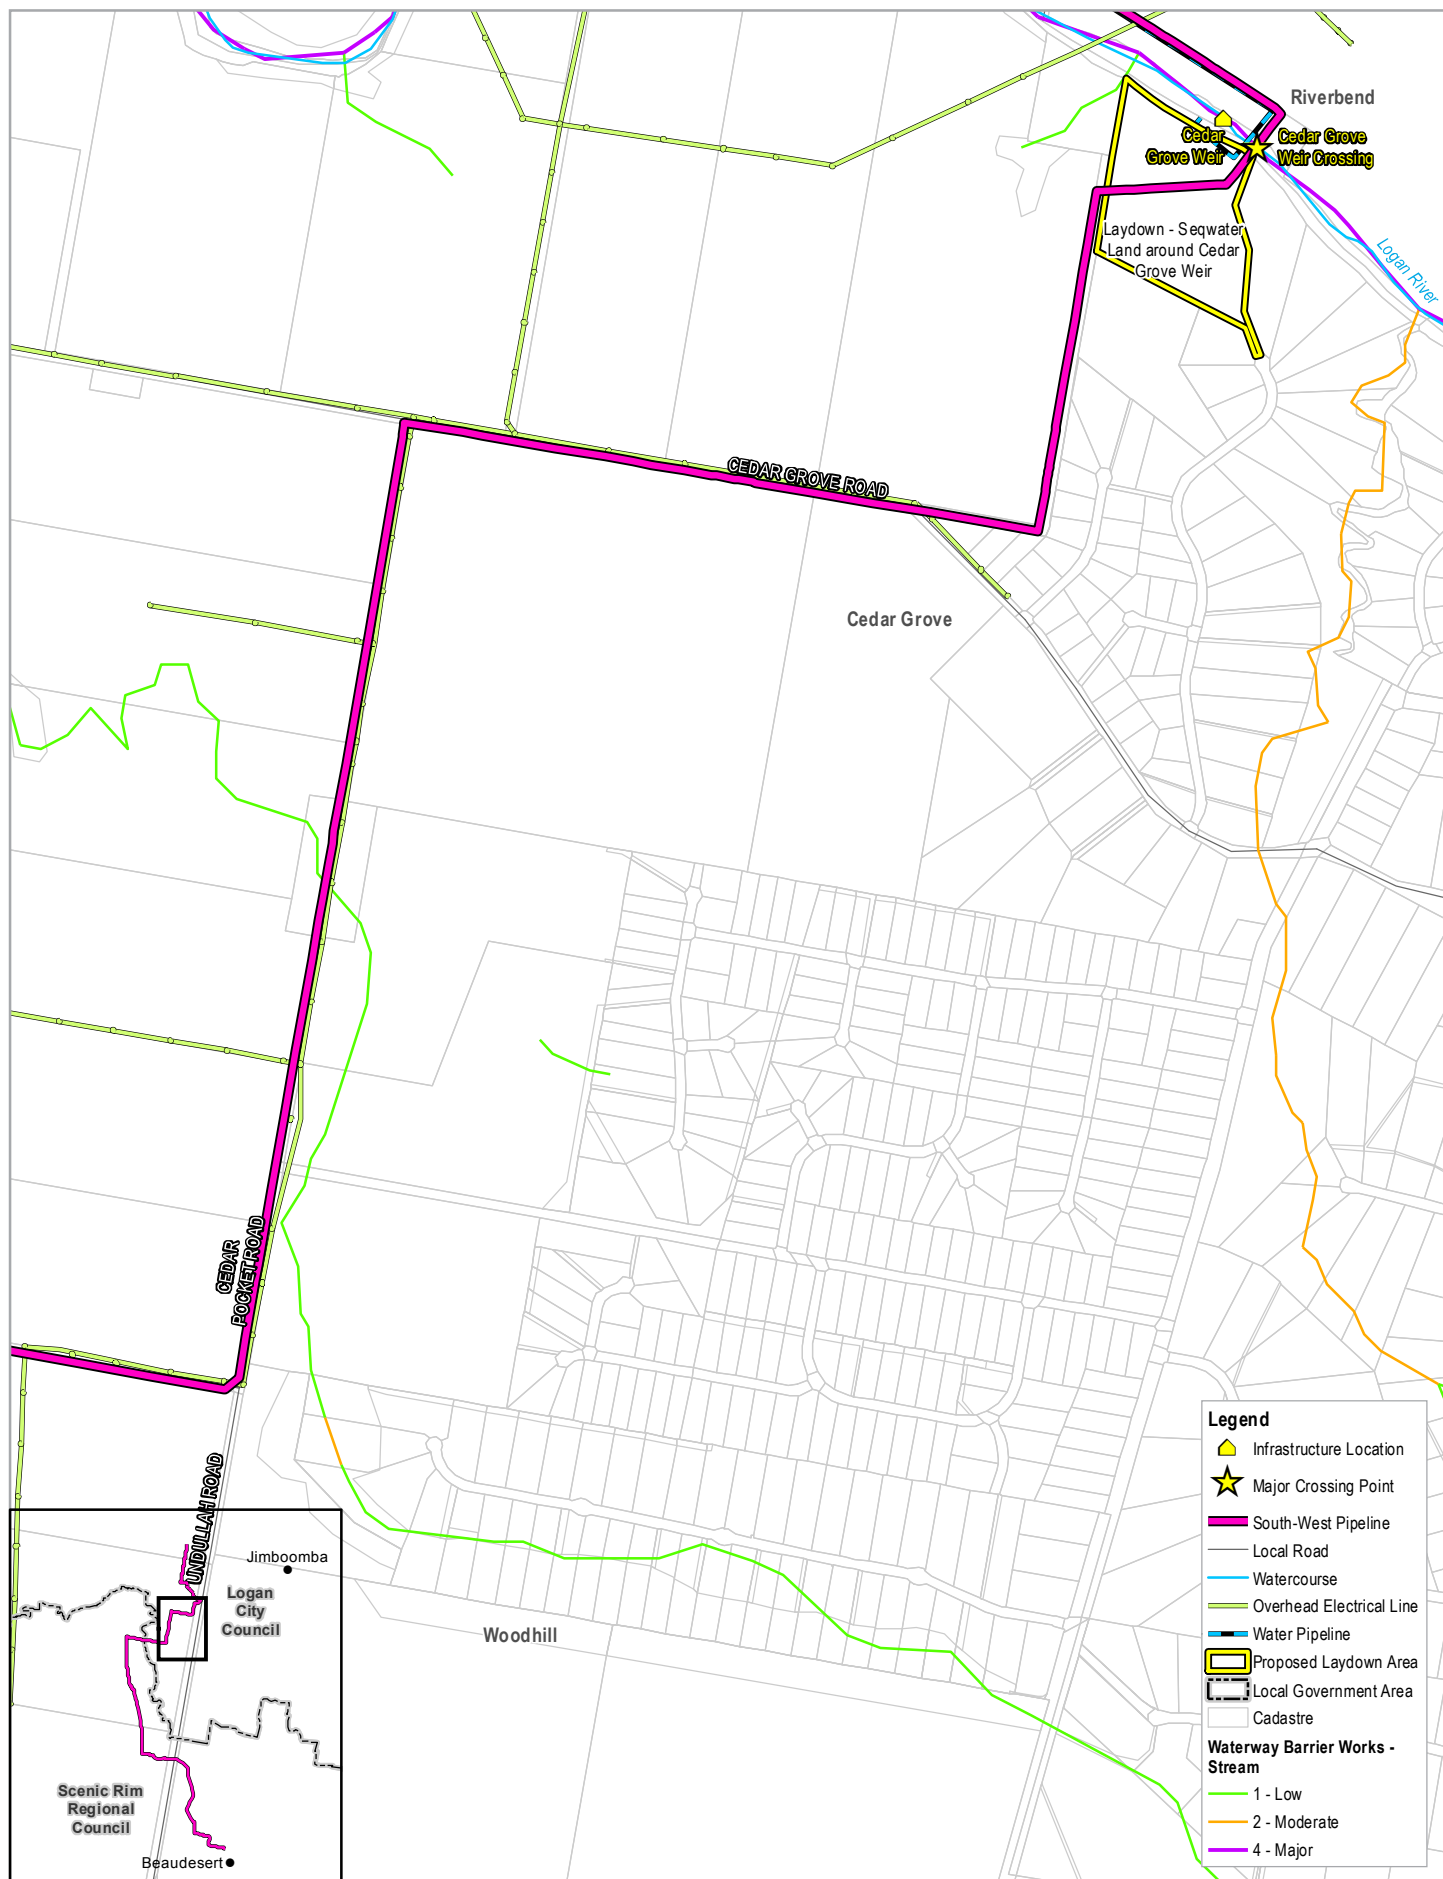 Riverbend
Cedar
Grove Weir
Cedar Grove
Weir Crossing
Laydown - Seqwater
Land around Cedar
Grove Weir
Logan River
CEDAR GROVE ROAD
Cedar Grove
CEDAR
POCKET ROAD
UNDULLAH ROAD
Woodhill
Jimboomba
Logan
City
Council
Scenic Rim
Regional
Council
Beaudesert
Legend
Infrastructure Location
Major Crossing Point
South-West Pipeline
Local Road
Watercourse
Overhead Electrical Line
Water Pipeline
Proposed Laydown Area
Local Government Area
Cadastre
Waterway Barrier Works -
Stream
1 - Low
2 - Moderate
4 - Major